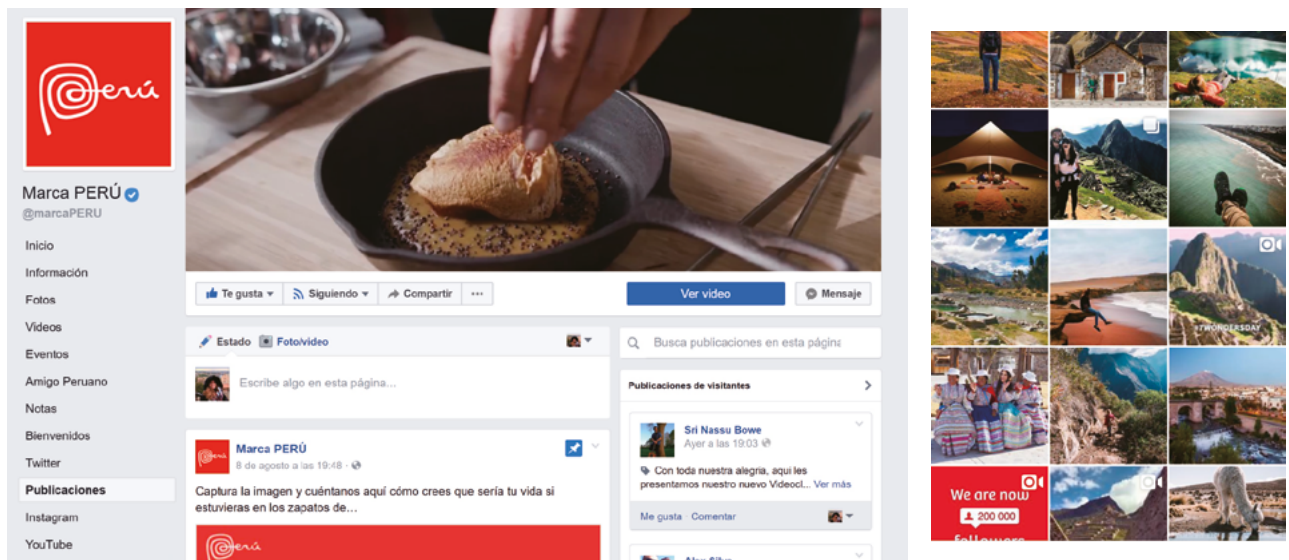 Perú
Marca PERÚ
@marcaPERU
Inicio
Información
Fotos
Videos
Eventos
Amigo Peruano
Notas
Bienvenidos
Twitter
Publicaciones
Instagram
YouTube
Te gusta
Siguiendo
Compartir
Ver video
Mensaje
Estado
Foto/video
Escribe algo en esta página...
Perú
Marca PERÚ
8 de agosto a las 19:48 ·
Captura la imagen y cuéntanos aquí cómo crees que sería tu vida si
estuvieras en los zapatos de…
Perú
Busca publicaciones en esta página
Publicaciones de visitantes
Sri Nassu Bowe
Ayer a las 19:03
Con toda nuestra alegria, aqui les
presentamos nuestro nuevo Videocl... Ver más
Me gusta Comentar
#7WONDERSDAY
We are now
200 000
followers